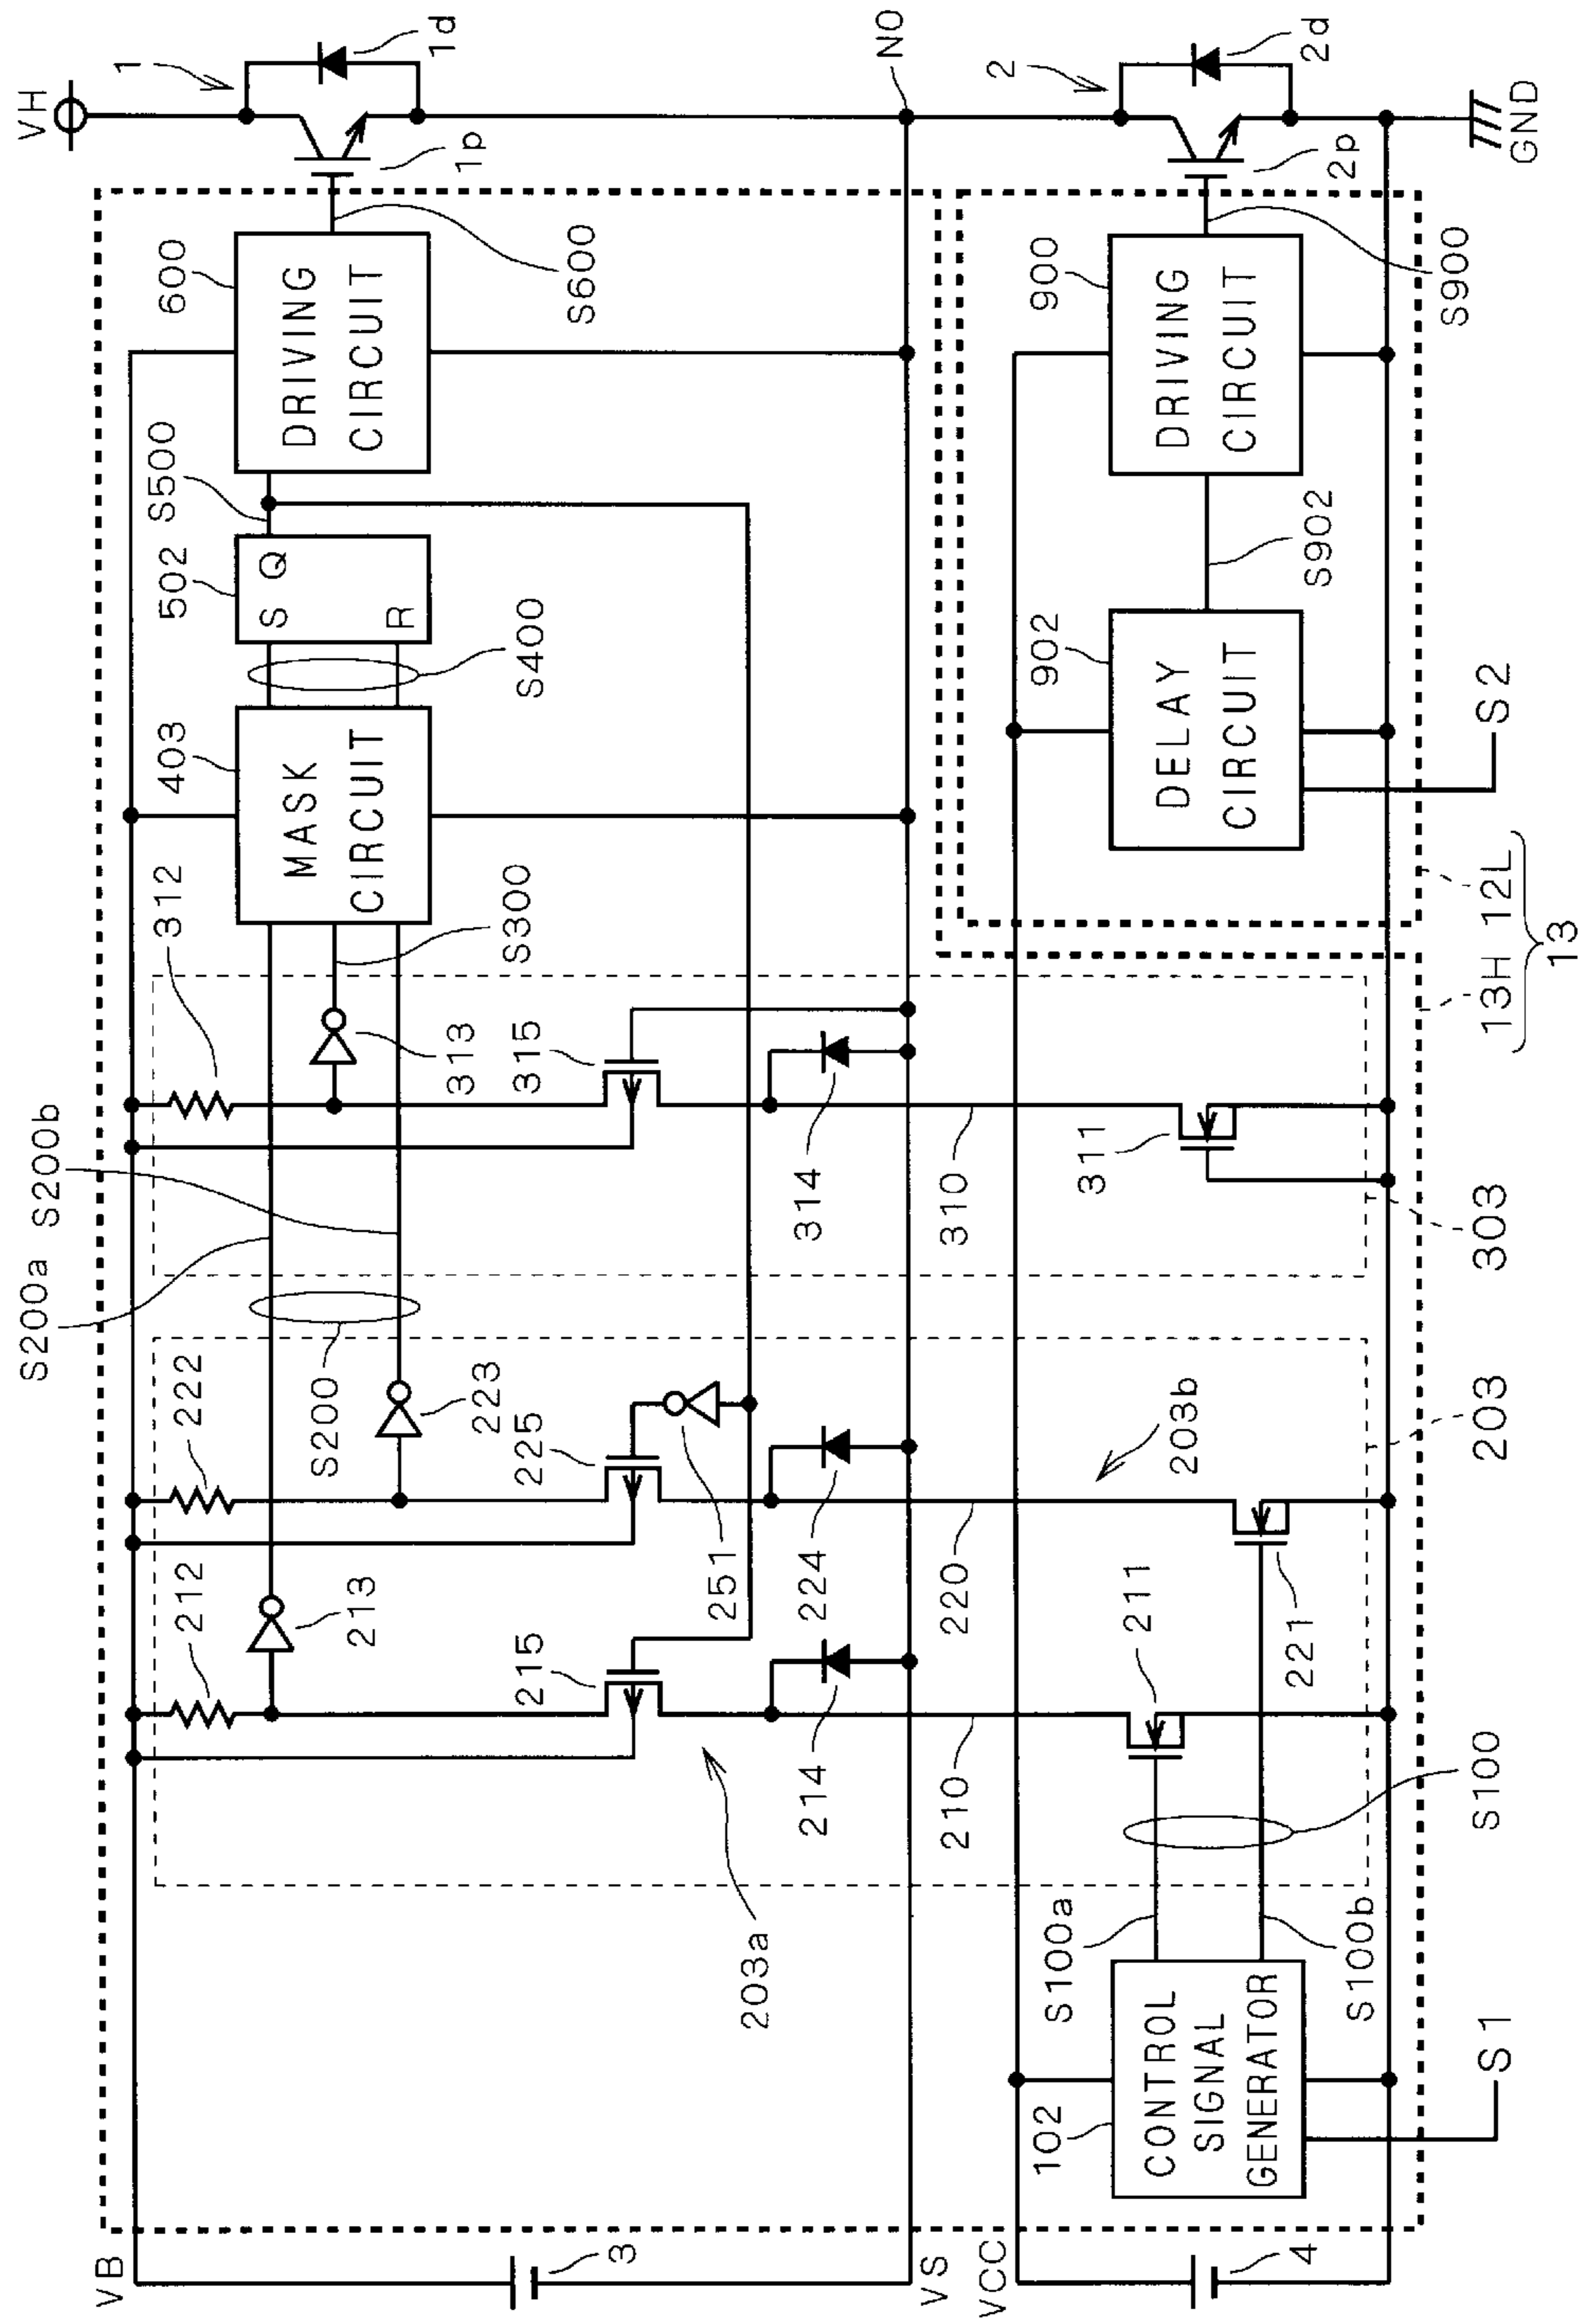 VH
1
1d
1p
NO
2
2d
2p
GND
600
DRIVING
CIRCUIT
S600
S500
502
S Q
R
S400
403
MASK
CIRCUIT
S300
312
313
315
314
310
311
303
S200a
S200b
S200
222
223
225
251
224
220
203b
221
203
212
213
215
214
210
211
203a
S100
S100a
S100b
102
CONTROL
SIGNAL
GENERATOR
S1
900
DRIVING
CIRCUIT
S900
S902
902
DELAY
CIRCUIT
S2
13H 12L
13
VB
3
VS
VCC
4